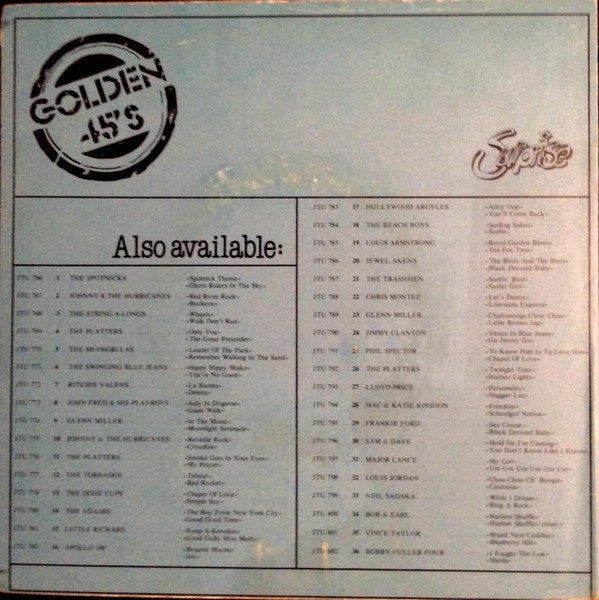 GOLDEN
45'S
Surprise
Also available:
JTU 766 1 THE SPOTNICKS «Spotnick Theme»
«Ghost Riders In The Sky»
JTU 767 2 JOHNNY & THE HURRICANES «Red River Rock»
«Buckeye»
JTU 768 3 THE STRING-A-LONGS «Wheels»
«Walk Don't Run»
JTU 769 4 THE PLATTERS «Only You»
«The Great Pretender»
JTU 770 5 THE SHANGRI-LAS «Leader Of The Pack»
«Remember Walking In The Sand»
JTU 771 6 THE SWINGING BLUE JEANS «Hippy Hippy Shake»
«You're No Good»
JTU 772 7 RITCHIE VALENS «La Bamba»
«Donna»
JTU 773 8 JOHN FRED & HIS PLAYBOYS «Judy In Disguise»
«Giant Walk»
JTU 774 9 GLENN MILLER «In The Mood»
«Moonlight Serenade»
JTU 775 10 JOHNNY & THE HURRICANES «Reveille Rock»
«Crossfire»
JTU 776 11 THE PLATTERS «Smoke Gets In Your Eyes»
«My Prayer»
JTU 777 12 THE TORNADOS «Telstar»
«Red Rocket»
JTU 779 13 THE DIXIE CUPS «Chapel Of Love»
«People Say»
JTU 780 14 THE AD-LIBS «The Boy From New York City»
«Good Good Time»
JTU 781 15 LITTLE RICHARD «Keep-A-Knockin»
«Good Golly Miss Molly»
JTU 782 16 APOLLO 100 «Besame Mucho»
«Joy»
JTU 783 17 HOLLYWOOD ARGYLES «Alley Oop»
«You'll Come Back»
JTU 784 18 THE BEACH BOYS «Surfing Safari»
«Surfin»
JTU 785 19 LOUIS ARMSTRONG «Royal Garden Blues»
«Tea For Two»
JTU 786 20 JEWEL AKENS «The Birds And The Bees»
«Black Dressed Baby»
JTU 787 21 THE TRASHMEN «Surfin' Bird»
«Surfer Girl»
JTU 788 22 CHRIS MONTEZ «Let's Dance»
«Louisiana Express»
JTU 789 23 GLENN MILLER «Chattanooga Choo Choo»
«Little Brown Jug»
JTU 790 24 JIMMY CLANTON «Venus In Blue Jeans»
«Go Jimmy Go»
JTU 791 25 PHIL SPECTOR «To Know Him Is To Love Him»
«Chapel Of Love»
JTU 792 26 THE PLATTERS «Twilight Time»
«Harbor Lights»
JTU 793 27 LLOYD PRICE «Personality»
«Stagger Lee»
JTU 794 28 MAC & KATIE KISSOON «Freedom»
«Schoolgirl Notion»
JTU 795 29 FRANKIE FORD «Sea Cruise»
«Black Dressed Baby»
JTU 796 30 SAM & DAVE «Hold On I'm Coming»
«You Don't Know Like I Know»
JTU 797 31 MAJOR LANCE «My Girl»
«Um Um Um Um Um Um»
JTU 798 32 LOUIS JORDAN «Choo Choo Ch' Boogie»
«Caldonia»
JTU 799 33 NEIL SADAKA «While I Dream»
«Ring A Rock»
JTU 800 34 BOB & EARL «Harlem Shuffle»
«Harlem Shuffle» (instr.)
JTU 801 35 VINCE TAYLOR «Brand New Cadillac»
«Blueberry Hill»
JTU 802 36 BOBBY FULLER FOUR «I Fought The Law»